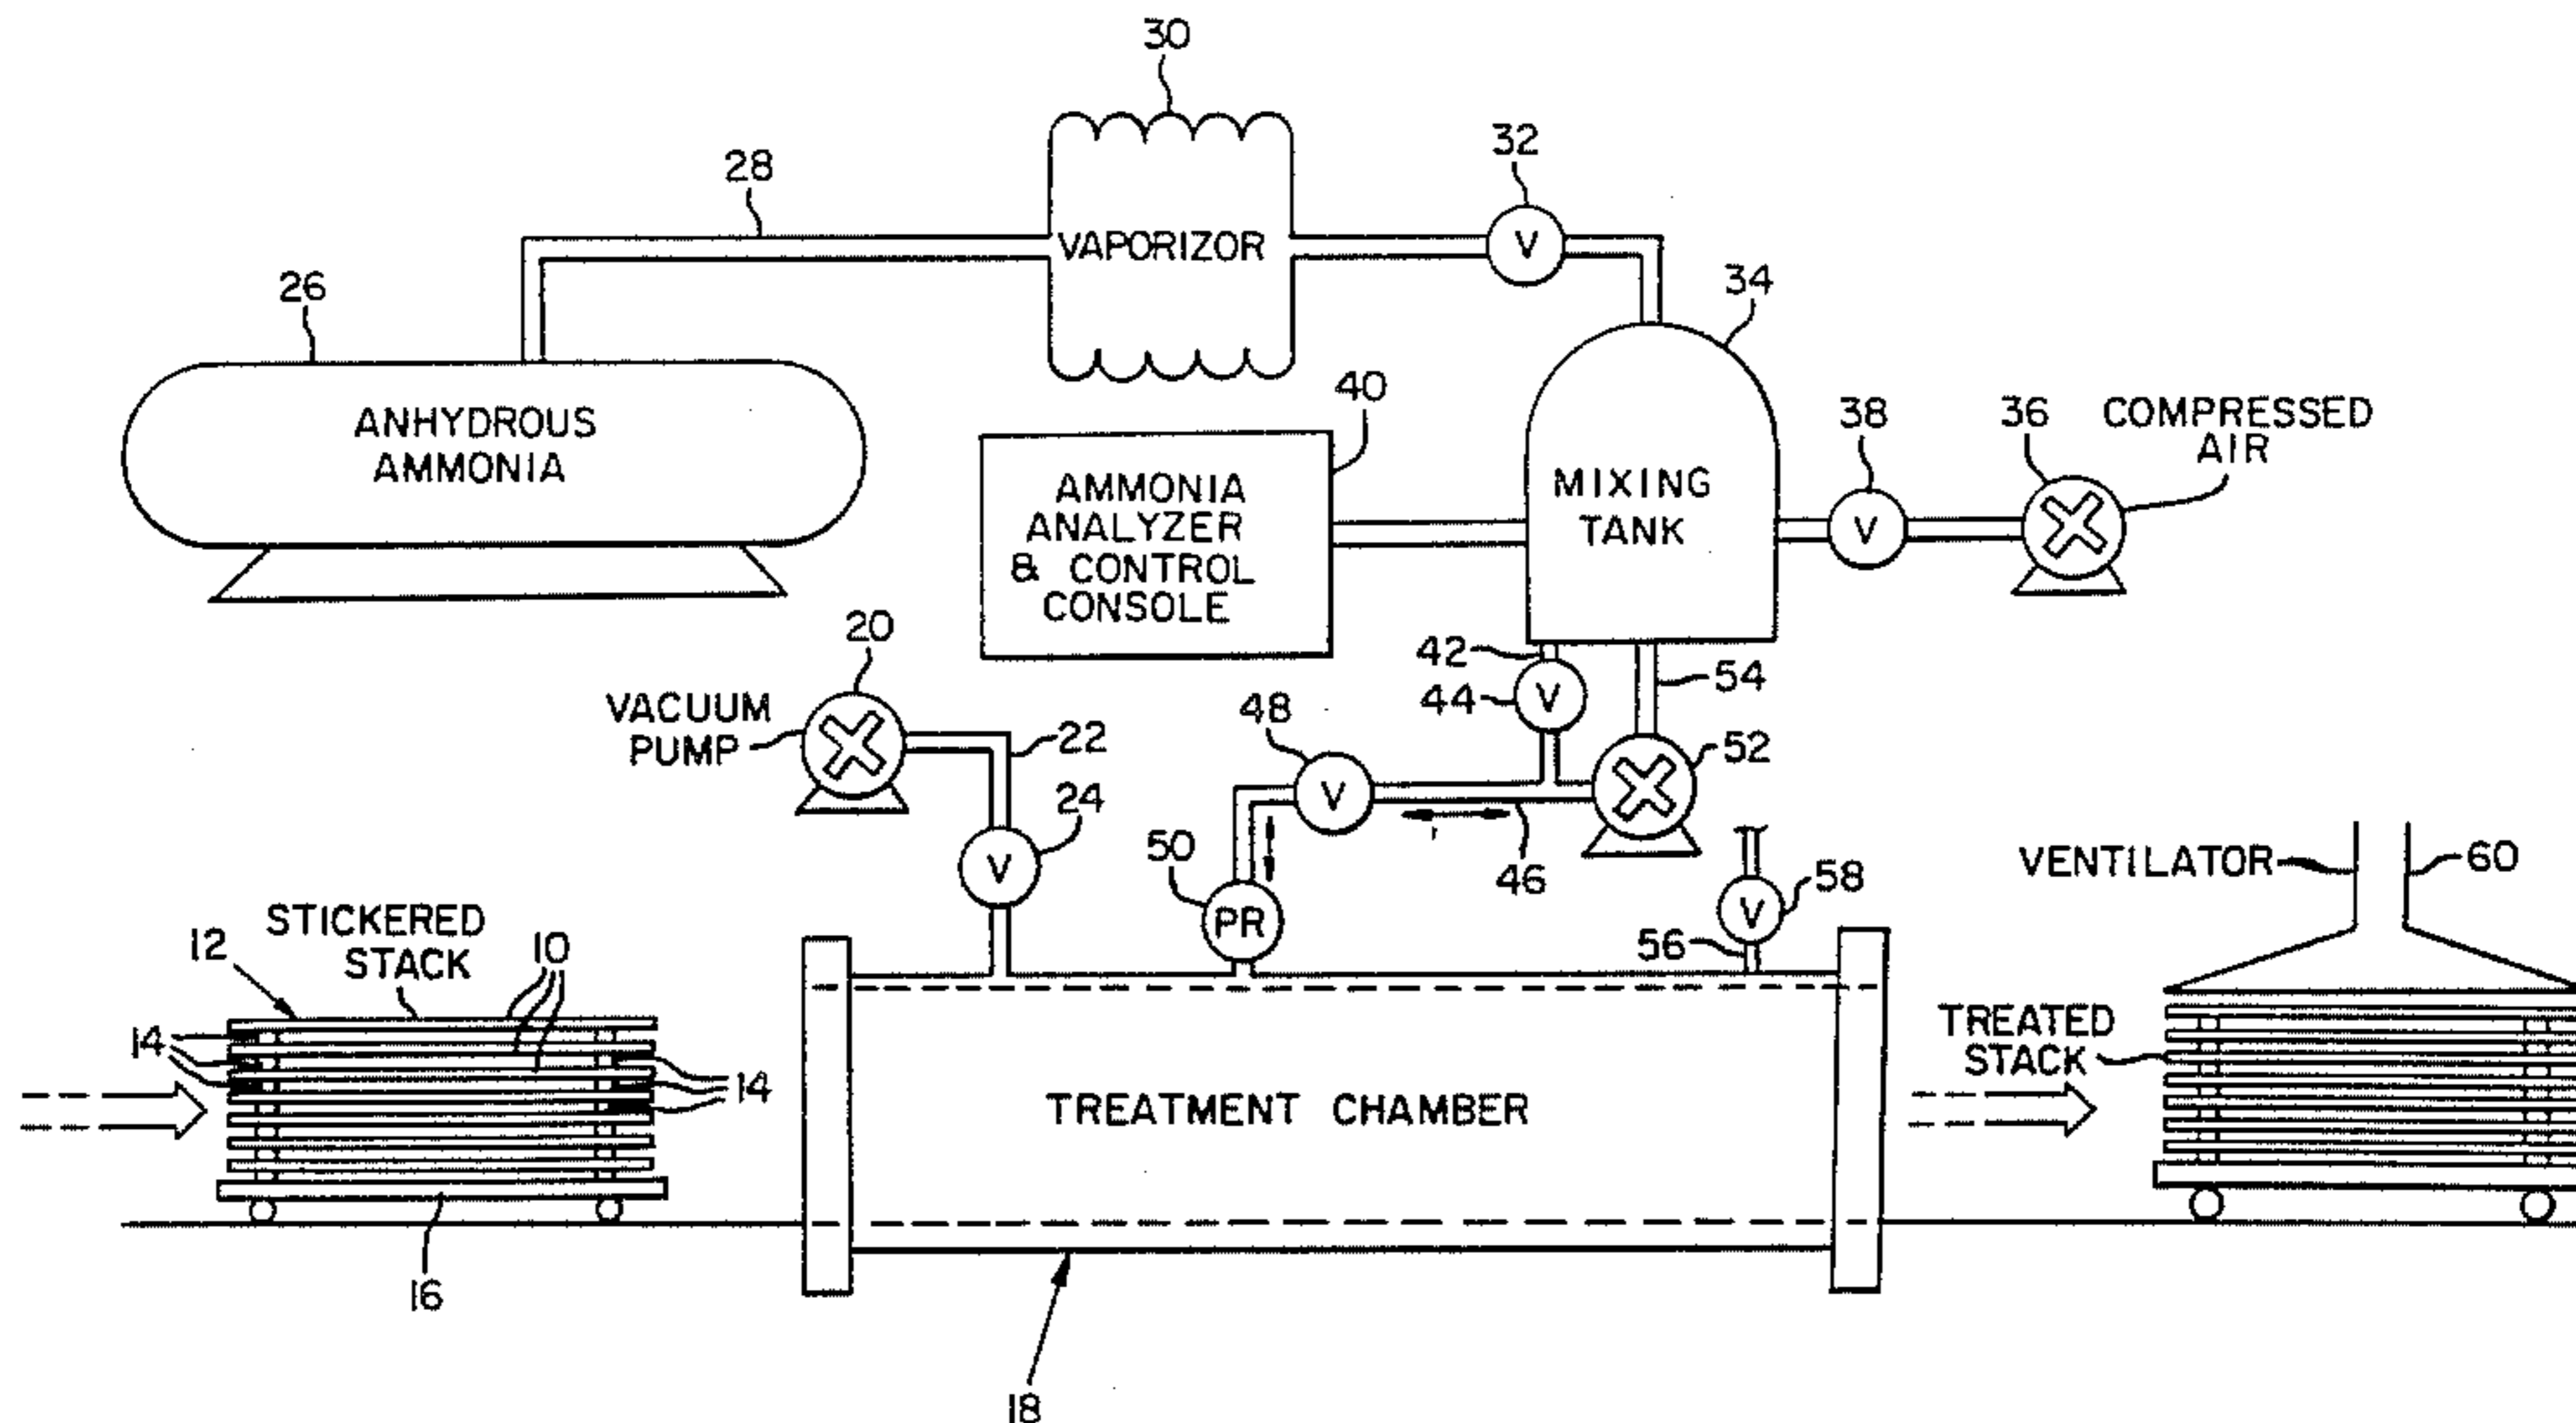 30
28
32
VAPORIZOR
V
26
34
ANHYDROUS
AMMONIA
40
AMMONIA
ANALYZER
& CONTROL
CONSOLE
MIXING
TANK
38
V
36
COMPRESSED
AIR
20
VACUUM
PUMP
22
24
V
42
44
V
54
48
V
52
46
50
PR
58
V
56
VENTILATOR
60
12
STICKERED
STACK
10
14
14
16
TREATMENT CHAMBER
18
TREATED
STACK